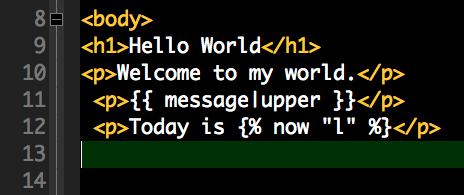 8 <body>
9 <h1>Hello World</h1>
10 <p>Welcome to my world.</p>
11 <p>{{ message|upper }}</p>
12 <p>Today is {% now "l" %}</p>
13
14